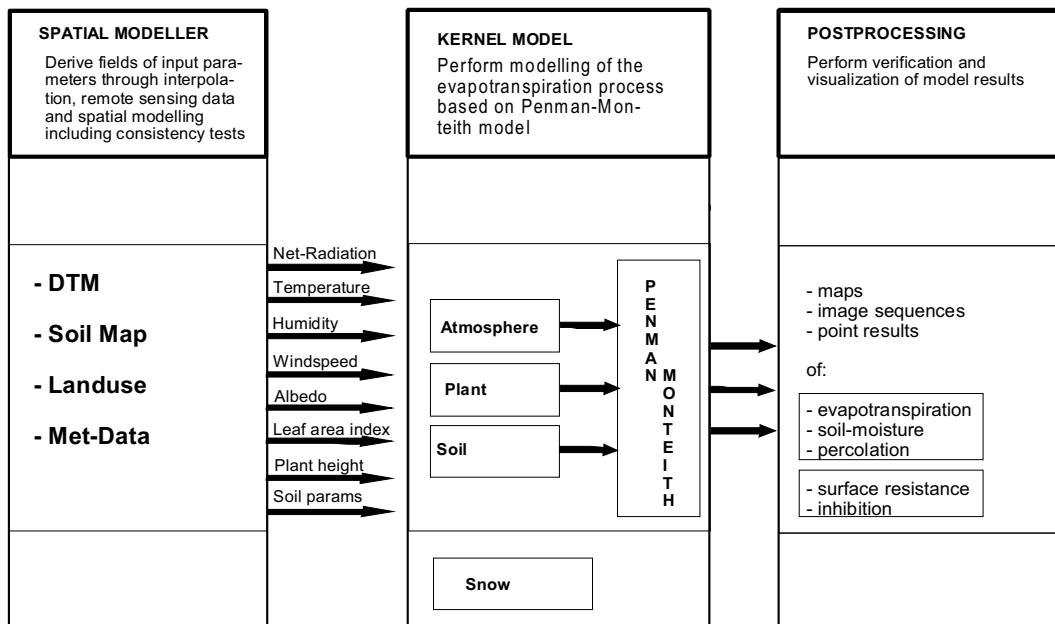 SPATIAL MODELLER
Derive fields of input para-
meters through interpola-
tion, remote sensing data
and spatial modelling
including consistency tests
- DTM
- Soil Map
- Landuse
- Met-Data
Net-Radiation
Temperature
Humidity
Windspeed
Albedo
Leaf area index
Plant height
Soil params
KERNEL MODEL
Perform modelling of the
evapotranspiration process
based on Penman-Mon-
teith model
Atmosphere
Plant
Soil
PENMAN
MONTEITH
Snow
POSTPROCESSING
Perform verification and
visualization of model results
- maps
- image sequences
- point results
of:
- evapotranspiration
- soil-moisture
- percolation
- surface resistance
- inhibition